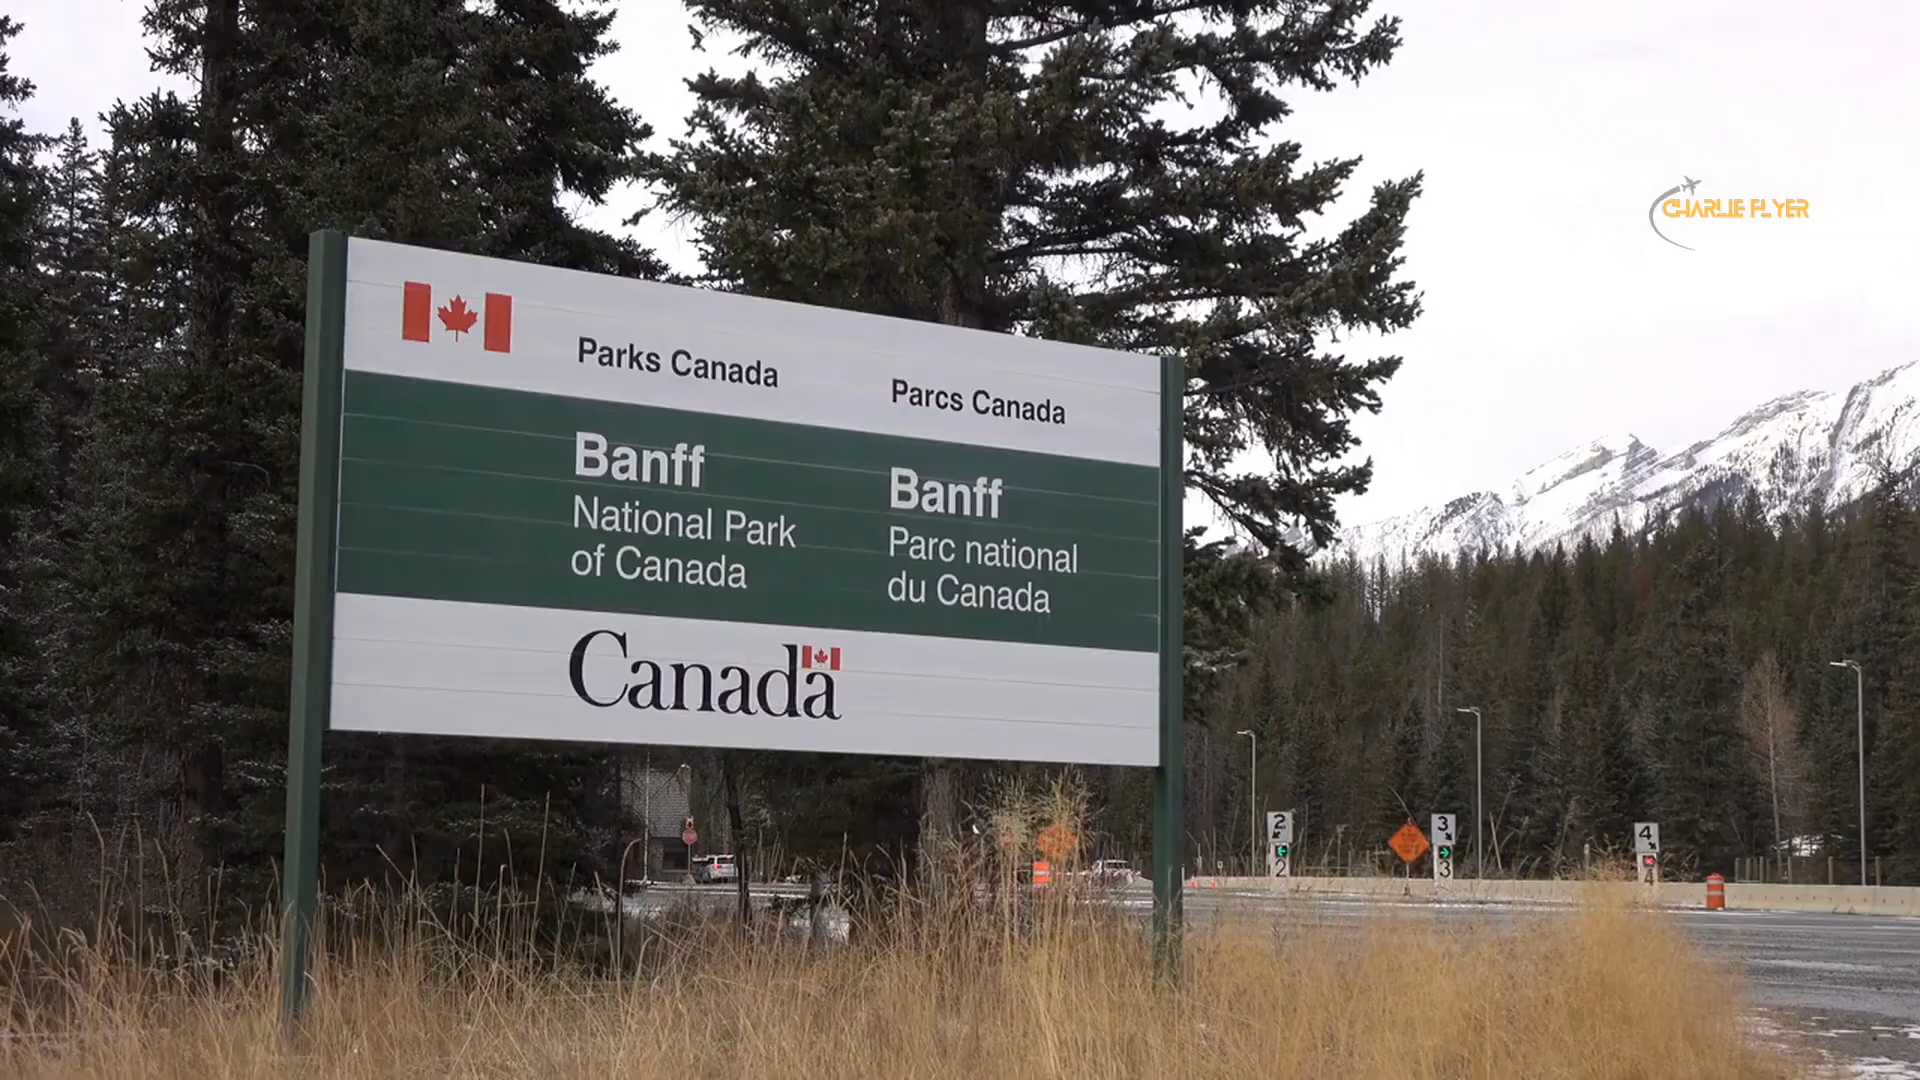 CHARLIE FLYER
Parks Canada
Parcs Canada
Banff
National Park
of Canada
Banff
Parc national
du Canada
Canada
2
2
3
3
4
4